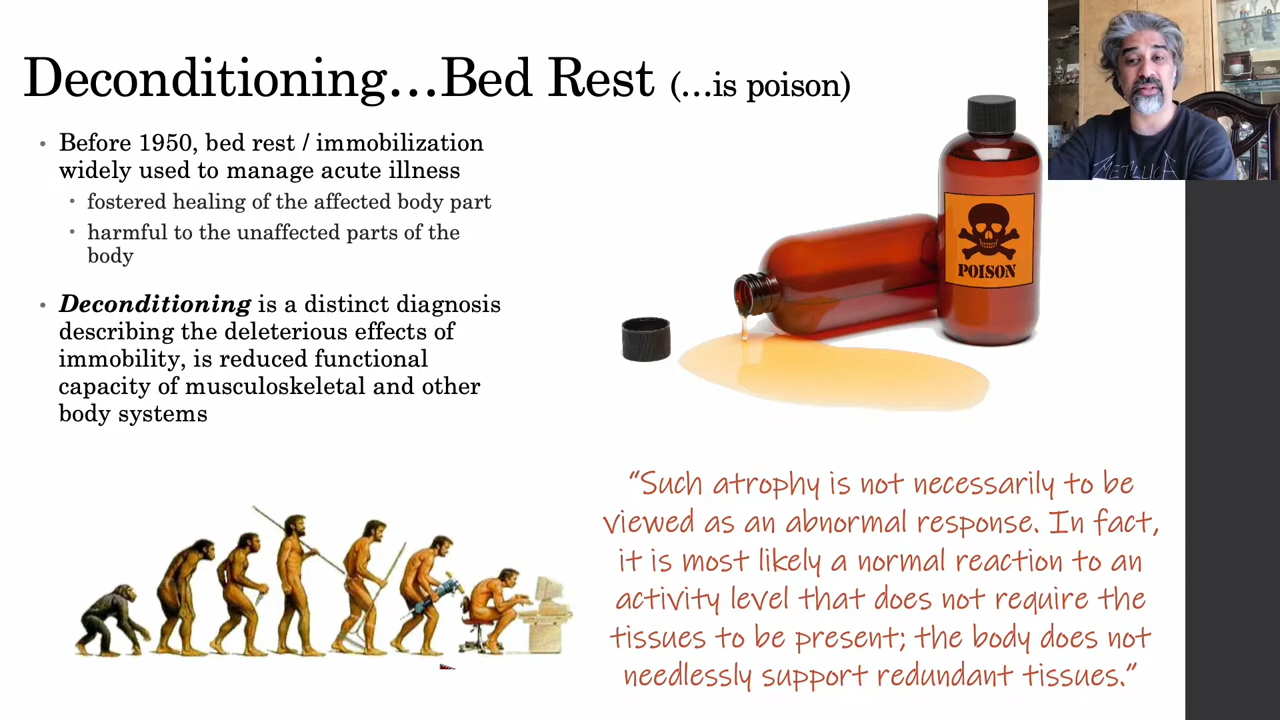 Deconditioning…Bed Rest (…is poison)
• Before 1950, bed rest / immobilization
widely used to manage acute illness
• fostered healing of the affected body part
• harmful to the unaffected parts of the
body
• Deconditioning is a distinct diagnosis
describing the deleterious effects of
immobility, is reduced functional
capacity of musculoskeletal and other
body systems
POISON
METALLICA
“Such atrophy is not necessarily to be
viewed as an abnormal response. In fact,
it is most likely a normal reaction to an
activity level that does not require the
tissues to be present; the body does not
needlessly support redundant tissues.”